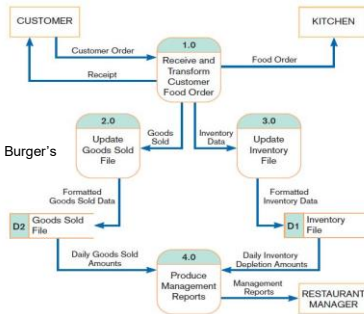 CUSTOMER
KITCHEN
Customer Order
1.0
Receive and
Transform
Customer
Food Order
Food Order
Receipt
2.0
Update
Goods Sold
File
Goods
Sold
Inventory
Data
3.0
Update
Inventory
File
Burger's
Formatted
Goods Sold Data
Formatted
Inventory Data
D2
Goods Sold
File
D1
Inventory
File
Daily Goods Sold
Amounts
4.0
Produce
Management
Reports
Daily Inventory
Depletion Amounts
Management
Reports
RESTAURANT
MANAGER